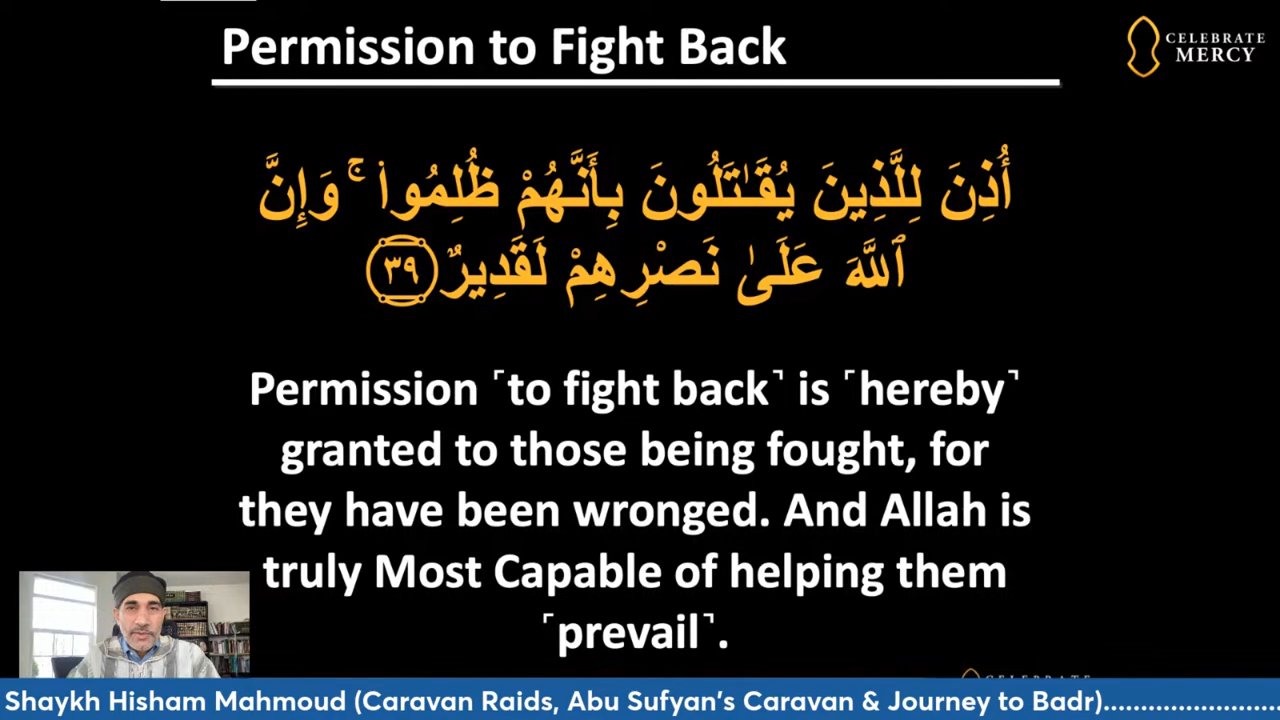 Permission to Fight Back
CELEBRATE
MERCY
أُذِنَ لِلَّذِينَ يُقَـٰتَلُونَ بِأَنَّهُمْ ظُلِمُوا۟ ۚ وَإِنَّ
ٱللَّهَ عَلَىٰ نَصْرِهِمْ لَقَدِيرٌ ٣٩
Permission ˹to fight back˺ is ˹hereby˺
granted to those being fought, for
they have been wronged. And Allah is
truly Most Capable of helping them
˹prevail˺.
Shaykh Hisham Mahmoud (Caravan Raids, Abu Sufyan's Caravan & Journey to Badr)..............................